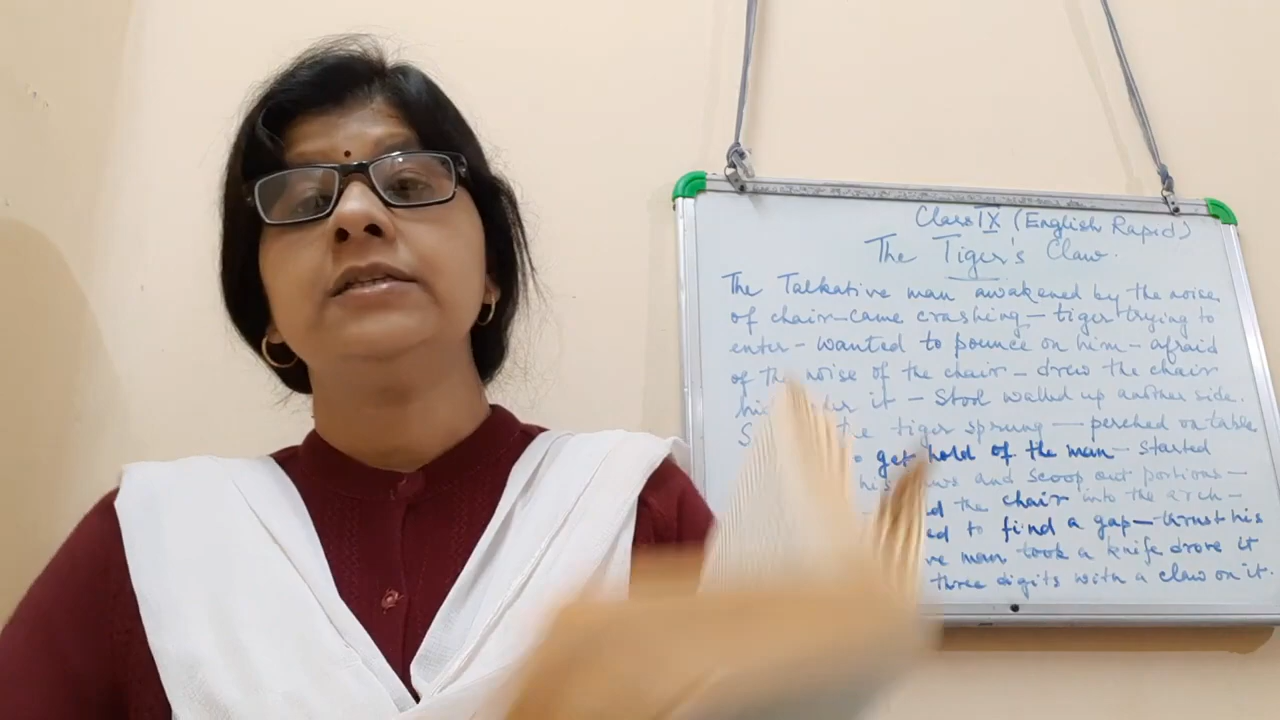 Class IX (English Rapid)
The Tiger's Claw.
The Talkative man awakened by the noise
of chair-came crashing - tiger trying to
enter - wanted to pounce on him - afraid
of the noise of the chair - drew the chair
it - Stool walled up another side.
the tiger sprung - perched on table
get hold of the man - started
his and scoop out portions -
the chair into the arch -
to find a gap - thrust his
man took a knife drove it
three digits with a claw on it.